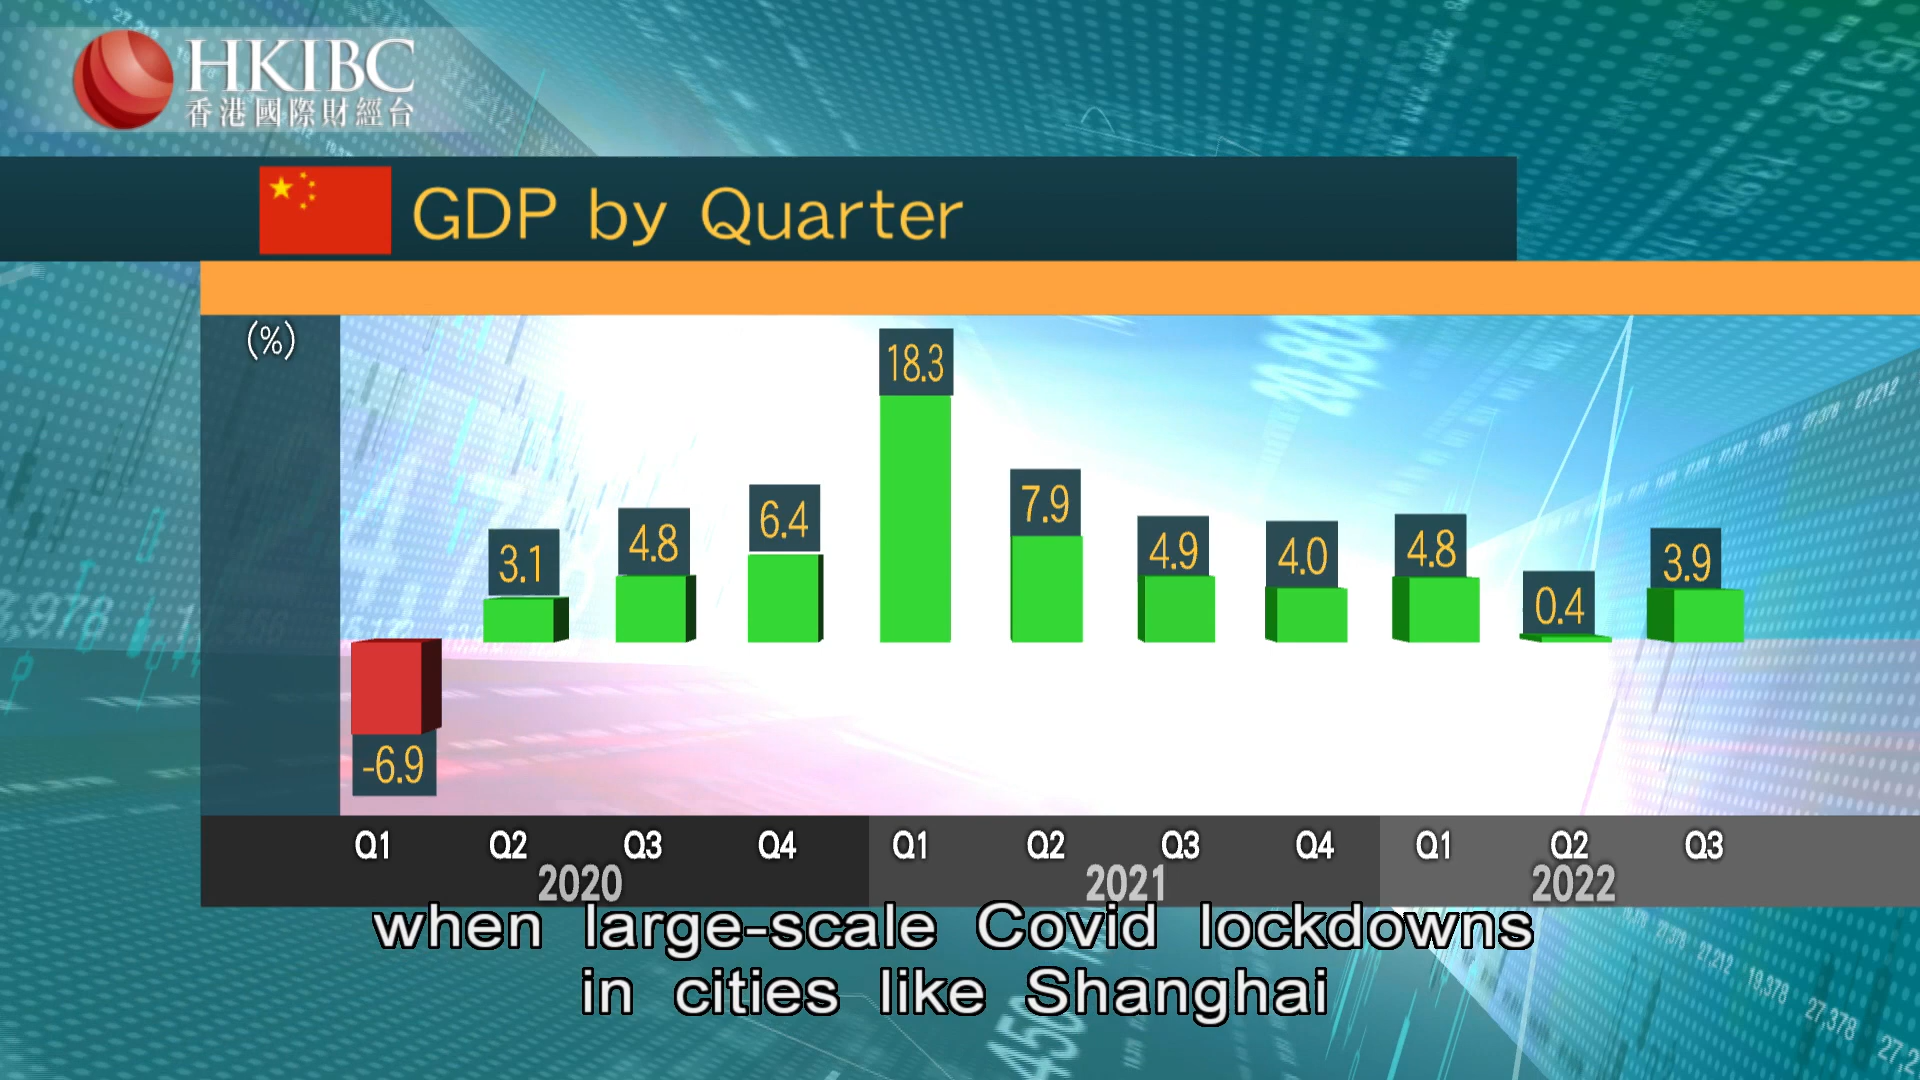 HKIBC
香港國際財經台
GDP by Quarter
(%)
18.3
7.9
6.4
4.8
3.1
4.9
4.0
4.8
0.4
3.9
-6.9
Q1 Q2 Q3 Q4 Q1 Q2 Q3 Q4 Q1 Q2 Q3
2020 2021 2022
when large-scale Covid lockdowns
in cities like Shanghai